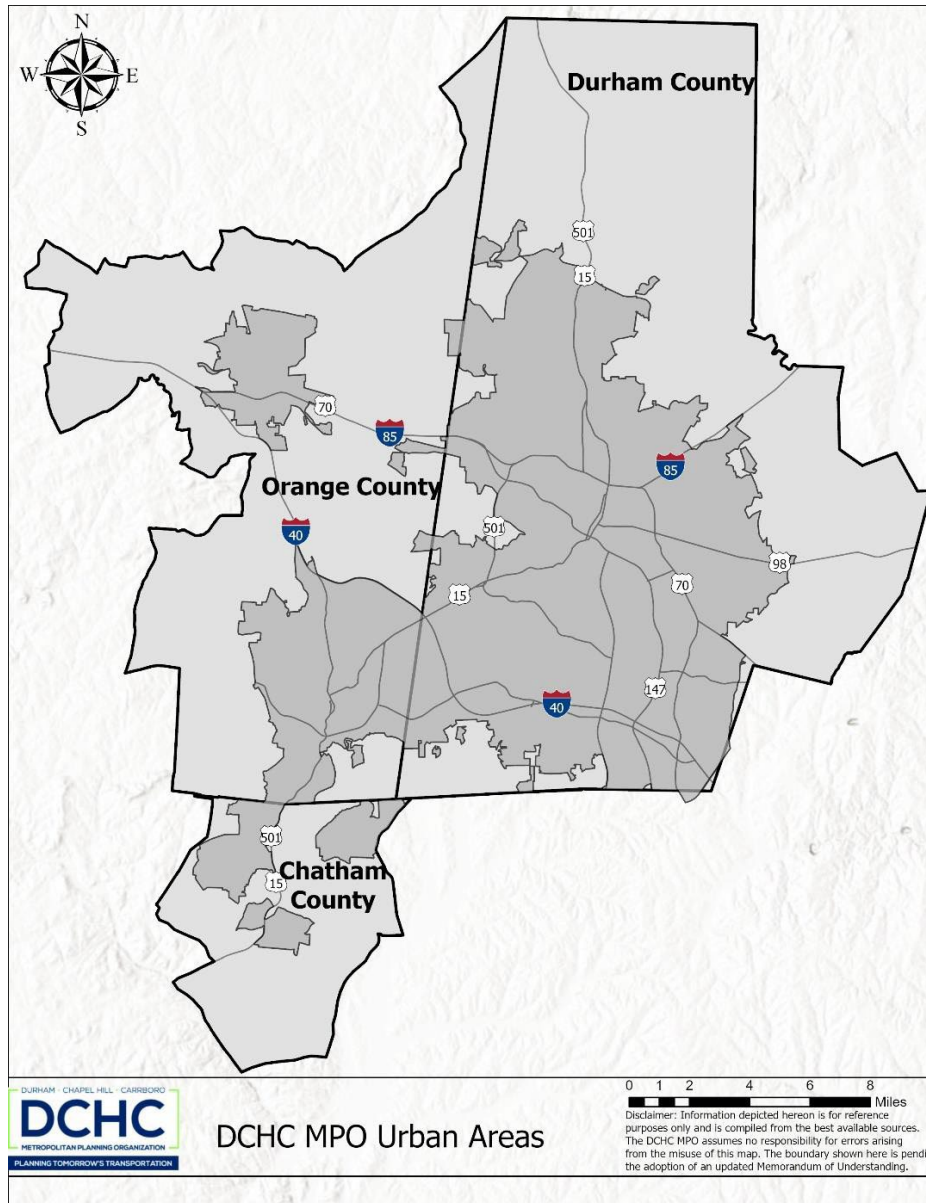 N
W E
S
Durham County
501
15
70
85
85
Orange County
501
40
98
70
15
147
40
501
Chatham
County
15
DURHAM · CHAPEL HILL · CARRBORO
DCHC
METROPOLITAN PLANNING ORGANIZATION
PLANNING TOMORROW'S TRANSPORTATION
DCHC MPO Urban Areas
0 1 2 4 6 8
Miles
Disclaimer: Information depicted hereon is for reference
purposes only and is compiled from the best available sources.
The DCHC MPO assumes no responsibility for errors arising
from the misuse of this map. The boundary shown here is pendi
the adoption of an updated Memorandum of Understanding.